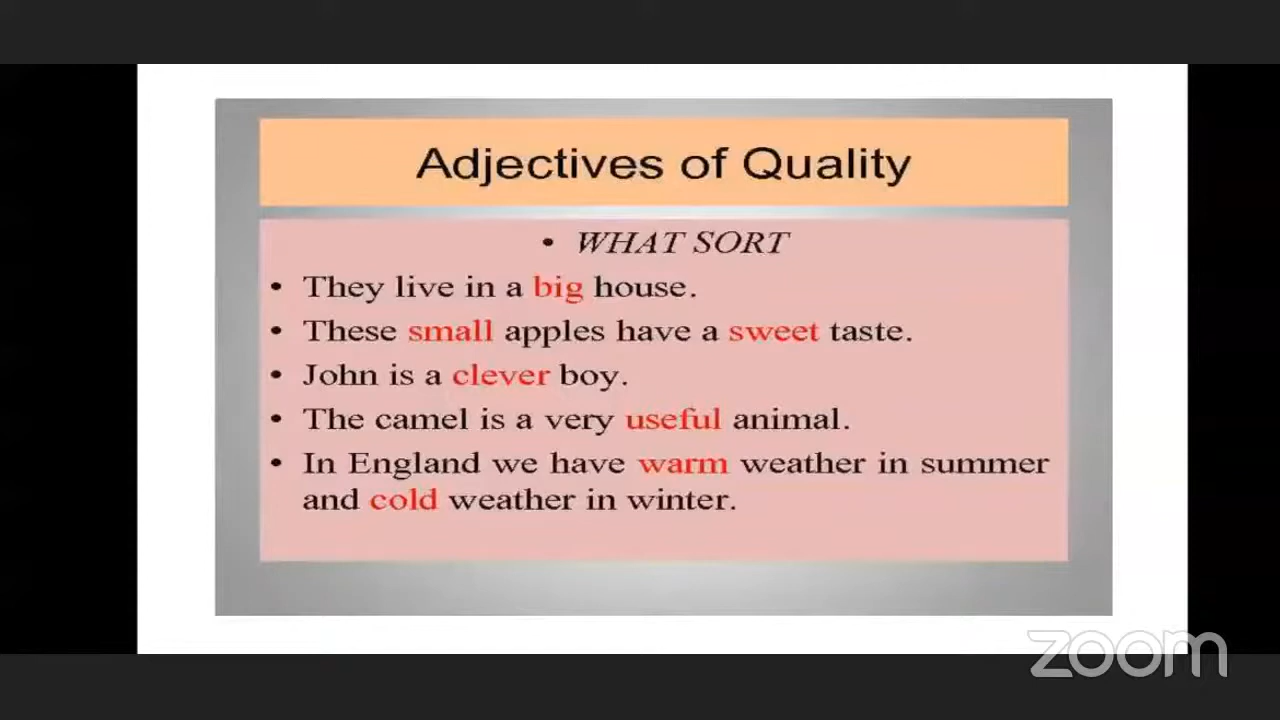 Adjectives of Quality
• WHAT SORT
• They live in a big house.
• These small apples have a sweet taste.
• John is a clever boy.
• The camel is a very useful animal.
• In England we have warm weather in summer
and cold weather in winter.
zoom